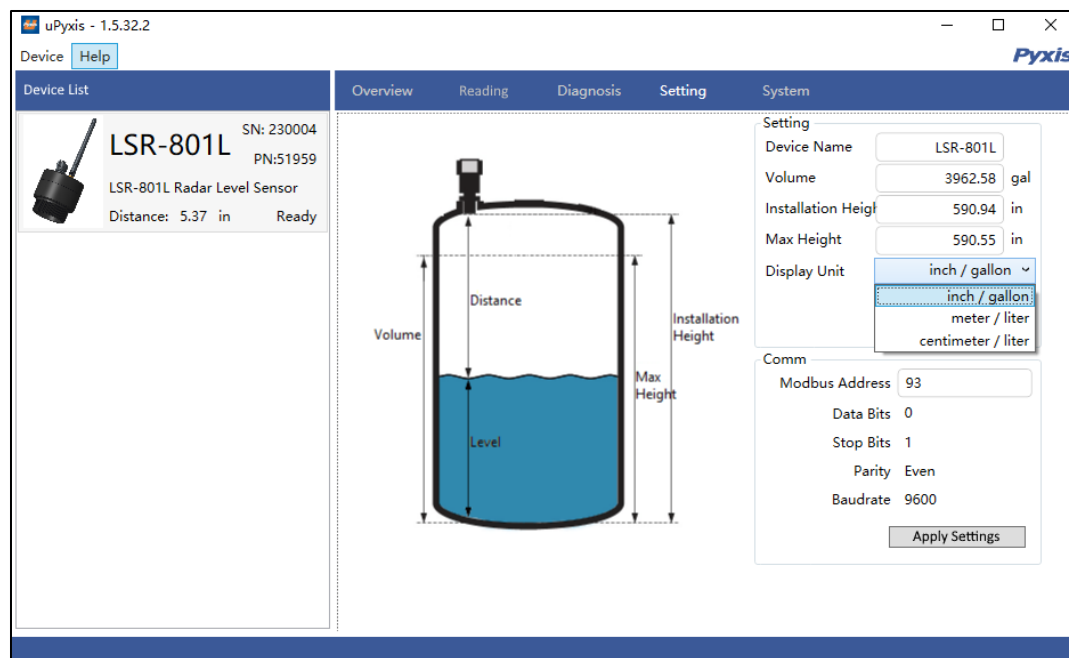 uPyxis - 1.5.32.2
Device Help
Pyxis
Device List
Overview Reading Diagnosis Setting System
LSR-801L
SN: 230004
PN:51959
LSR-801L Radar Level Sensor
Distance: 5.37 in Ready
Distance
Volume
Installation
Height
Max
Height
Level
Setting
Device Name LSR-801L
Volume 3962.58 gal
Installation Heigh 590.94 in
Max Height 590.55 in
Display Unit inch / gallon
inch / gallon
meter / liter
centimeter / liter
Comm
Modbus Address 93
Data Bits 0
Stop Bits 1
Parity Even
Baudrate 9600
Apply Settings